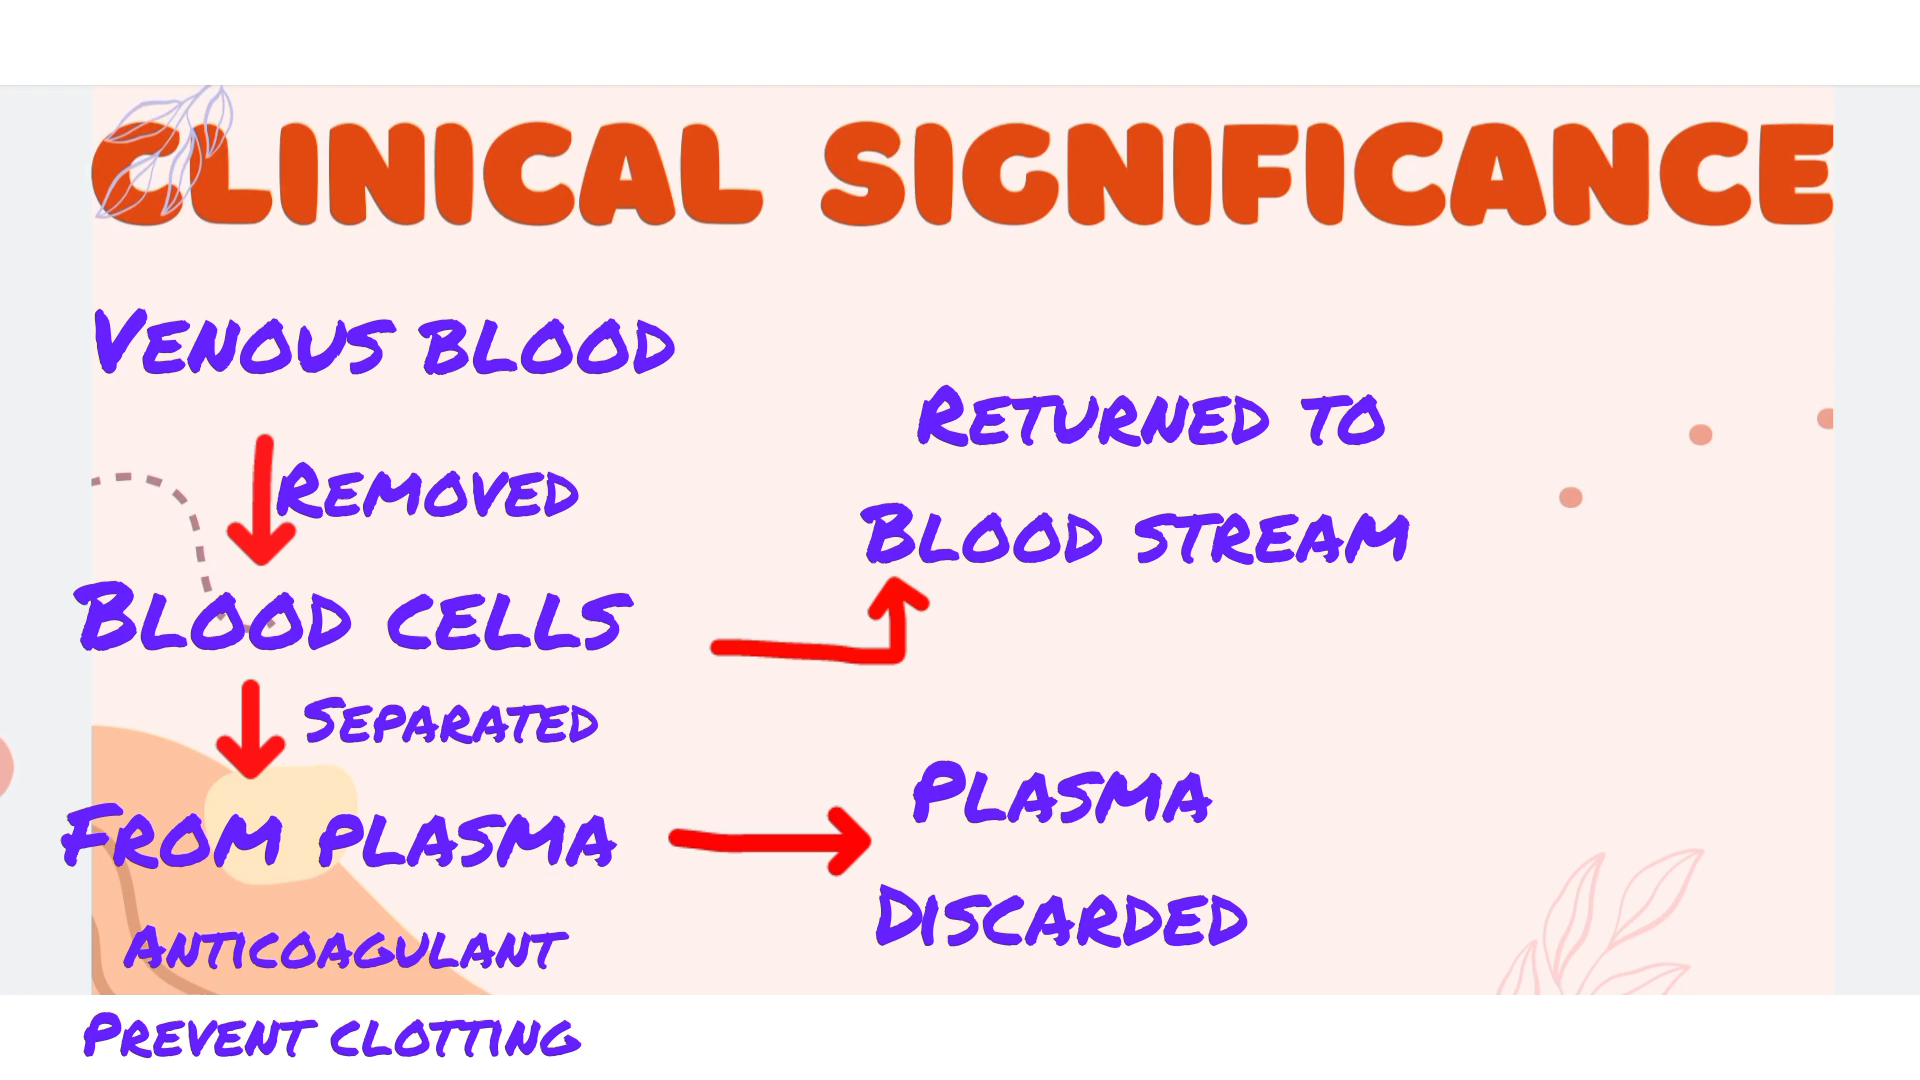 CLINICAL SIGNIFICANCE
VENOUS BLOOD
REMOVED
BLOOD CELLS
SEPARATED
FROM PLASMA
ANTICOAGULANT
PREVENT CLOTTING
RETURNED TO
BLOOD STREAM
PLASMA
DISCARDED